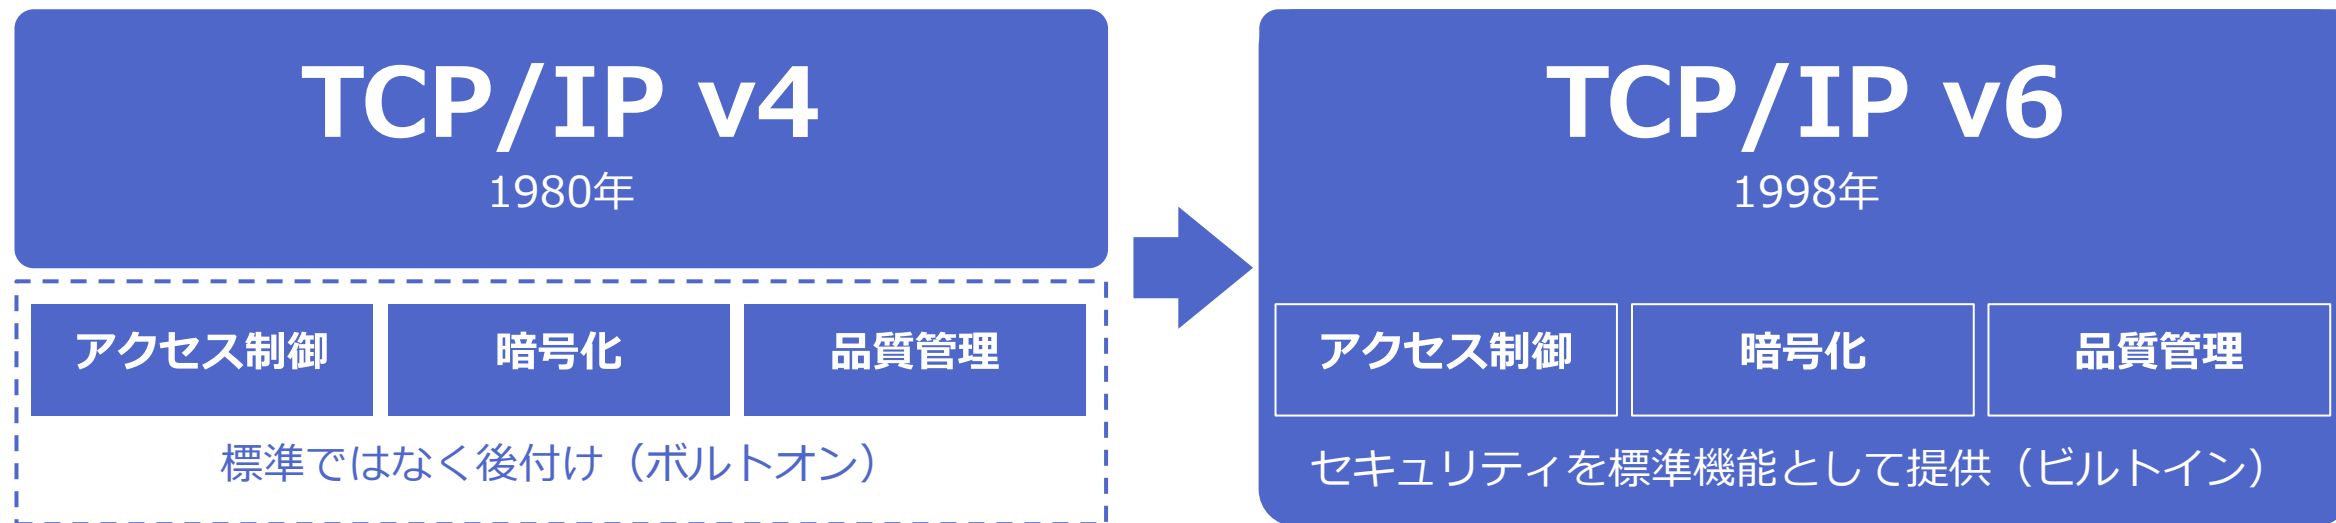 TCP/IP v4
1980年
アクセス制御
暗号化
品質管理
標準ではなく後付け（ボルトオン）
TCP/IP v6
1998年
アクセス制御
暗号化
品質管理
セキュリティを標準機能として提供（ビルトイン）